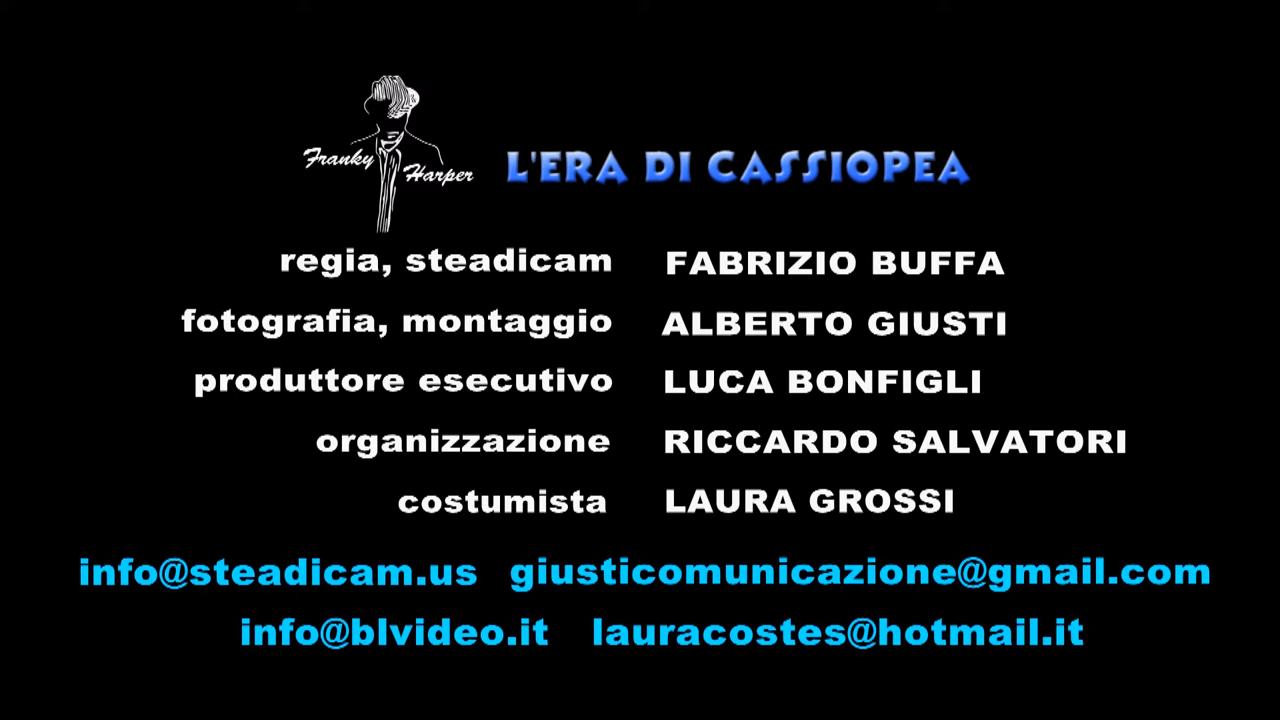 Franky Harper L'ERA DI CASSIOPEA
regia, steadicam FABRIZIO BUFFA
fotografia, montaggio ALBERTO GIUSTI
produttore esecutivo LUCA BONFIGLI
organizzazione RICCARDO SALVATORI
costumista LAURA GROSSI
info@steadicam.us giusticomunicazione@gmail.com
info@blvideo.it lauracostes@hotmail.it